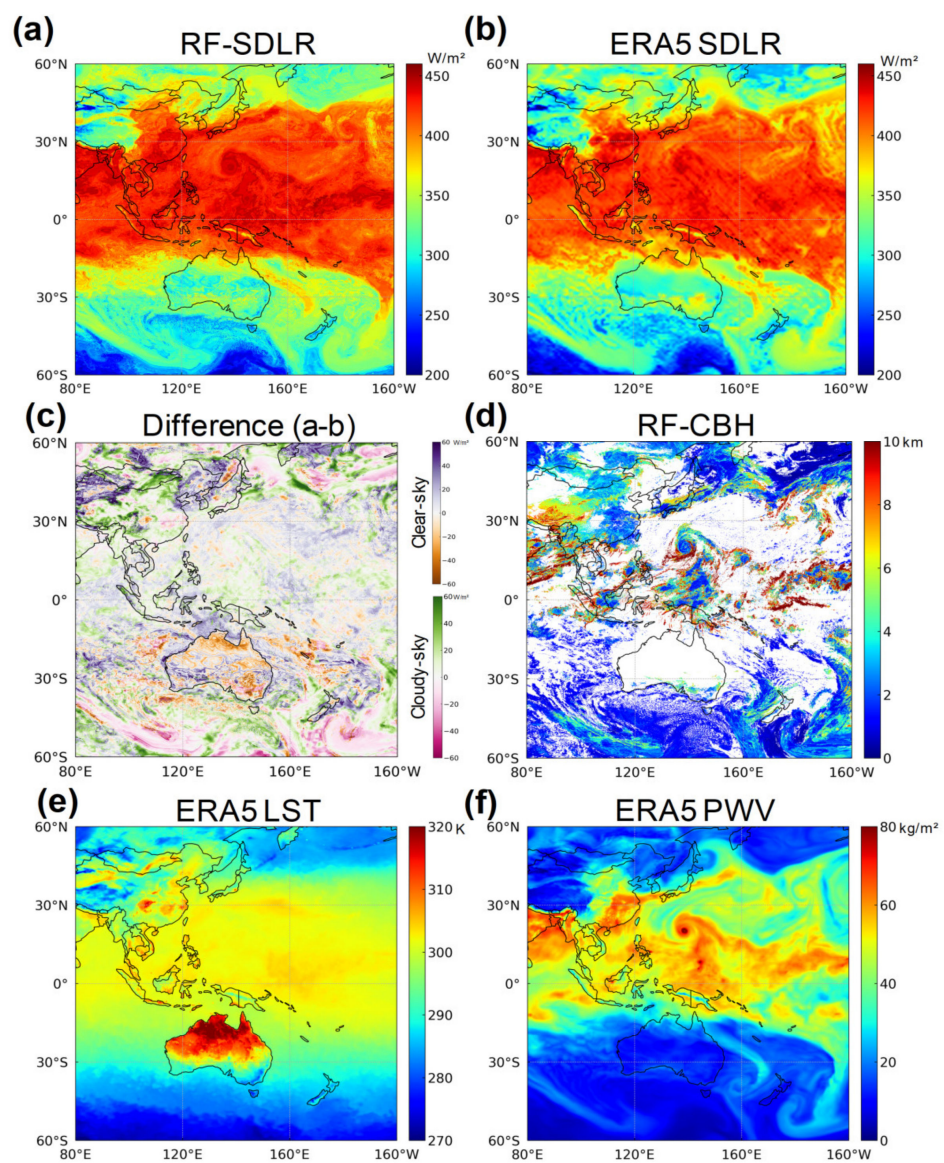 (a) RF-SDLR
W/m²
60°N
30°N
0°
30°S
60°S
80°E 120°E 160°E 160°W
450
400
350
300
250
200
(b) ERA5 SDLR
W/m²
60°N
30°N
0°
30°S
60°S
80°E 120°E 160°E 160°W
450
400
350
300
250
200
(c) Difference (a-b)
60°N
30°N
0°
30°S
60°S
80°E 120°E 160°E 160°W
60 W/m²
40
20
0
−20
−40
−60
Clear-sky
60 W/m²
40
20
0
−20
−40
−60
Cloudy-sky
(d) RF-CBH
60°N
30°N
0°
30°S
60°S
80°E 120°E 160°E 160°W
10 km
8
6
4
2
0
(e) ERA5 LST
60°N
30°N
0°
30°S
60°S
80°E 120°E 160°E 160°W
320 K
310
300
290
280
270
(f) ERA5 PWV
60°N
30°N
0°
30°S
60°S
80°E 120°E 160°E 160°W
80 kg/m²
60
40
20
0